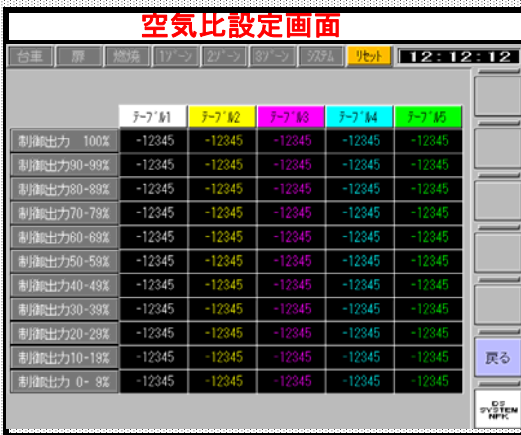 空気比設定画面
台車 扉 燃焼 1ｿﾞｰﾝ 2ｿﾞｰﾝ 3ｿﾞｰﾝ ｼｽﾃﾑ ﾘｾｯﾄ 12:12:12
ﾃｰﾌﾞﾙ1 ﾃｰﾌﾞﾙ2 ﾃｰﾌﾞﾙ3 ﾃｰﾌﾞﾙ4 ﾃｰﾌﾞﾙ5
制御出力 100% -12345 -12345 -12345 -12345 -12345
制御出力90-99% -12345 -12345 -12345 -12345 -12345
制御出力80-89% -12345 -12345 -12345 -12345 -12345
制御出力70-79% -12345 -12345 -12345 -12345 -12345
制御出力60-69% -12345 -12345 -12345 -12345 -12345
制御出力50-59% -12345 -12345 -12345 -12345 -12345
制御出力40-49% -12345 -12345 -12345 -12345 -12345
制御出力30-39% -12345 -12345 -12345 -12345 -12345
制御出力20-29% -12345 -12345 -12345 -12345 -12345
制御出力10-19% -12345 -12345 -12345 -12345 -12345
制御出力 0- 9% -12345 -12345 -12345 -12345 -12345
戻る
DS
SYSTEM
NFK